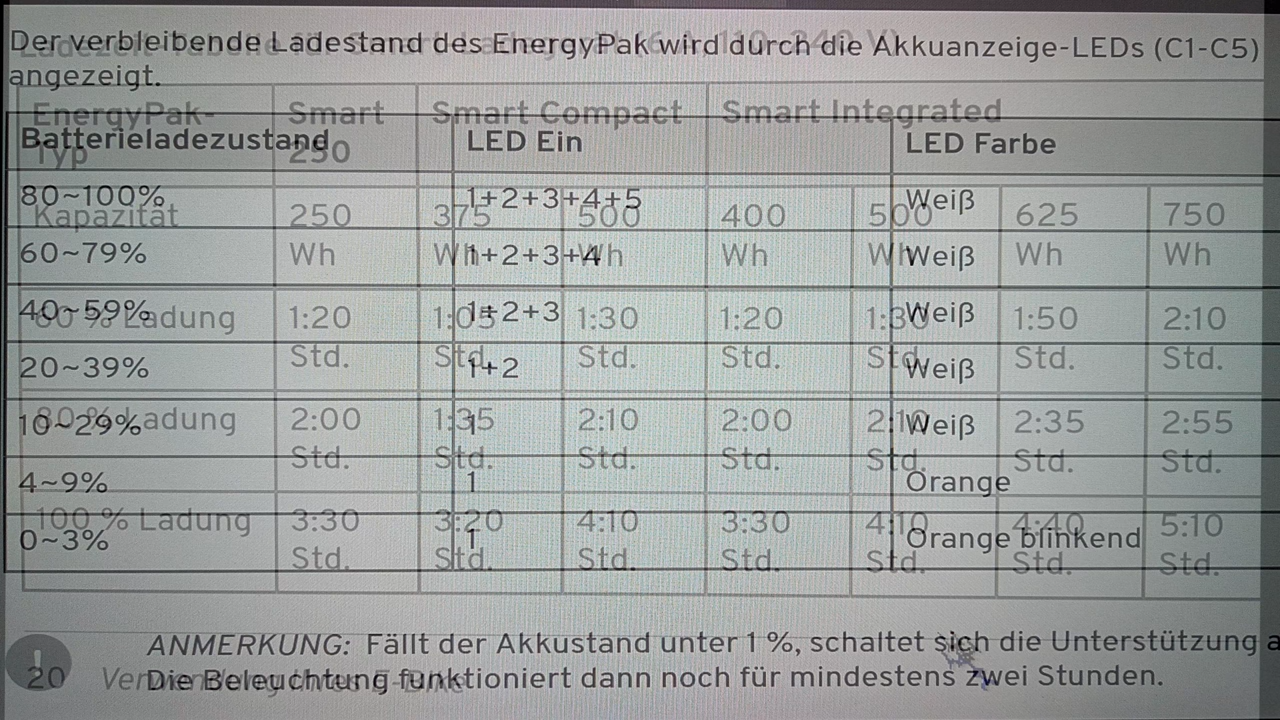 Der verbleibende Ladestand des EnergyPak wird durch die Akkuanzeige-LEDs (C1-C5)
angezeigt.
Batterieladezustand LED Ein LED Farbe
80~100% 1+2+3+4+5 Weiß
60~79% 1+2+3+4 Weiß
40~59% 1+2+3 Weiß
20~39% 1+2 Weiß
10~29% 1 Weiß
4~9% 1 Orange
0~3% 1 Orange blinkend
ANMERKUNG: Fällt der Akkustand unter 1 %, schaltet sich die Unterstützung a
Die Beleuchtung funktioniert dann noch für mindestens zwei Stunden.
EnergyPak- Smart Smart Compact Smart Integrated
Typ 250
Kapazität 250 375 500 400 500 625 750
Wh Wh Wh Wh Wh Wh Wh
Ladung 1:20 1:05 1:30 1:20 1:30 1:50 2:10
Std. Std. Std. Std. Std. Std. Std.
80 % Ladung 2:00 1:35 2:10 2:00 2:10 2:35 2:55
Std. Std. Std. Std. Std. Std. Std.
100 % Ladung 3:30 3:20 4:10 3:30 4:10 4:40 5:10
Std. Std. Std. Std. Std. Std. Std.
20